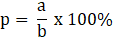 p = a/b x 100%